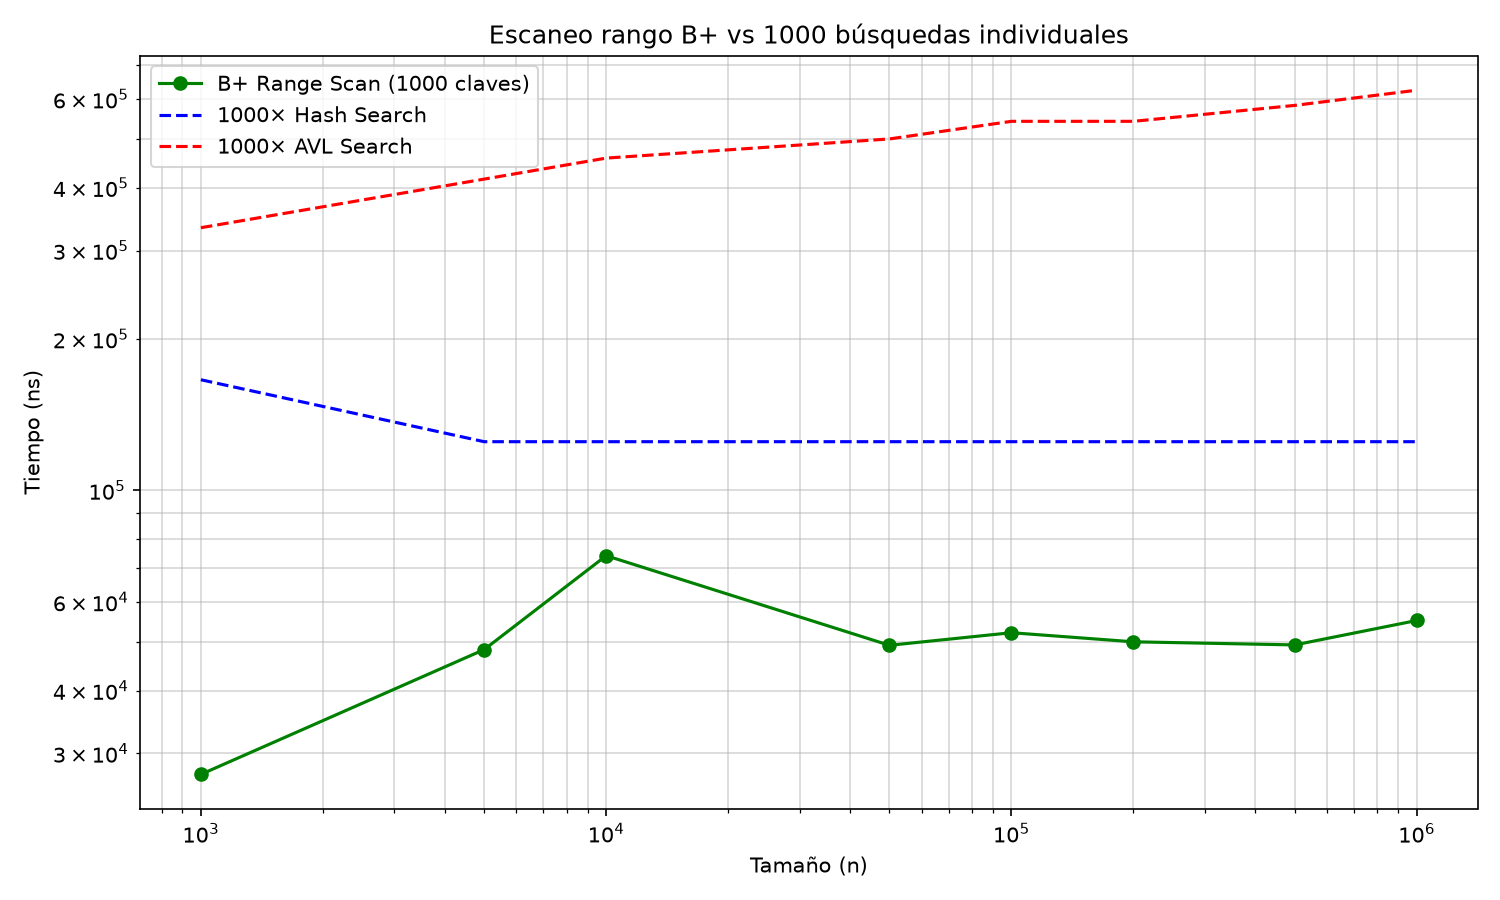 Escaneo rango B+ vs 1000 búsquedas individuales
B+ Range Scan (1000 claves)
1000× Hash Search
1000× AVL Search
Tiempo (ns)
6 × 10⁵
4 × 10⁵
3 × 10⁵
2 × 10⁵
10⁵
6 × 10⁴
4 × 10⁴
3 × 10⁴
10³ 10⁴ 10⁵ 10⁶
Tamaño (n)